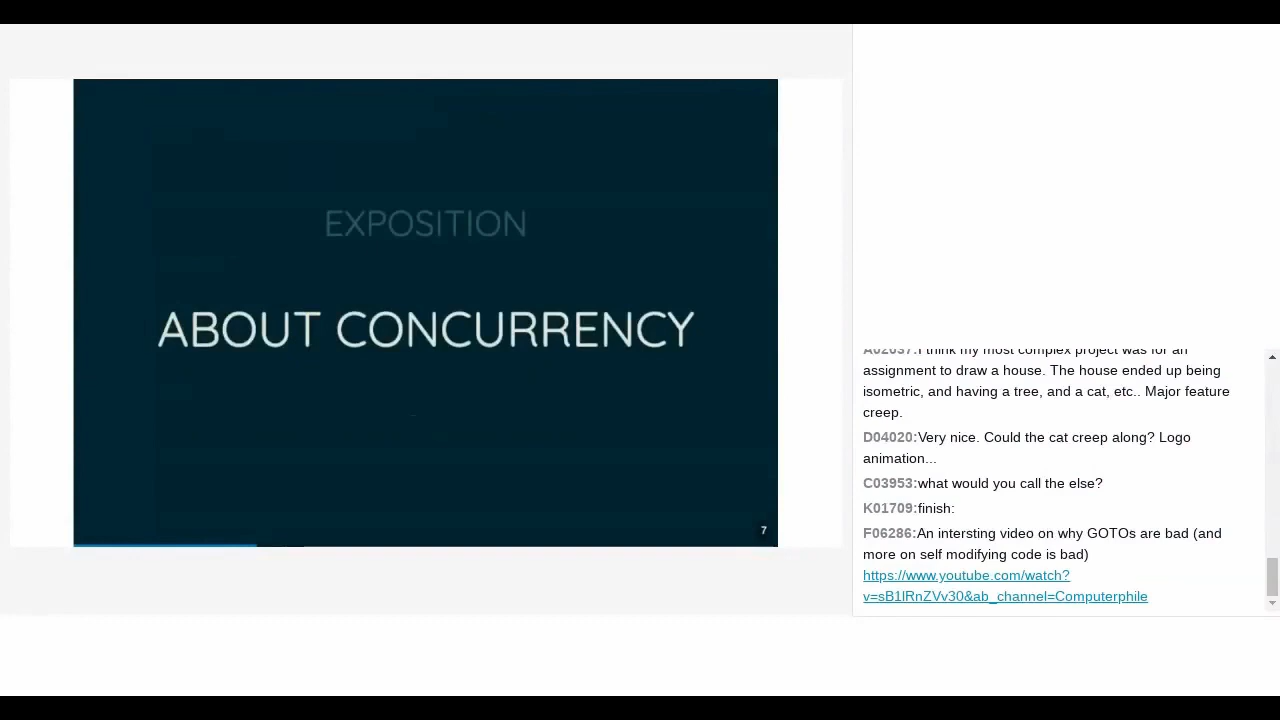 EXPOSITION
ABOUT CONCURRENCY
7
A02037:I think my most complex project was for an
assignment to draw a house. The house ended up being
isometric, and having a tree, and a cat, etc.. Major feature
creep.
D04020:Very nice. Could the cat creep along? Logo
animation...
C03953:what would you call the else?
K01709:finish:
F06286:An intersting video on why GOTOs are bad (and
more on self modifying code is bad)
https://www.youtube.com/watch?
v=sB1lRnZVv30&ab_channel=Computerphile